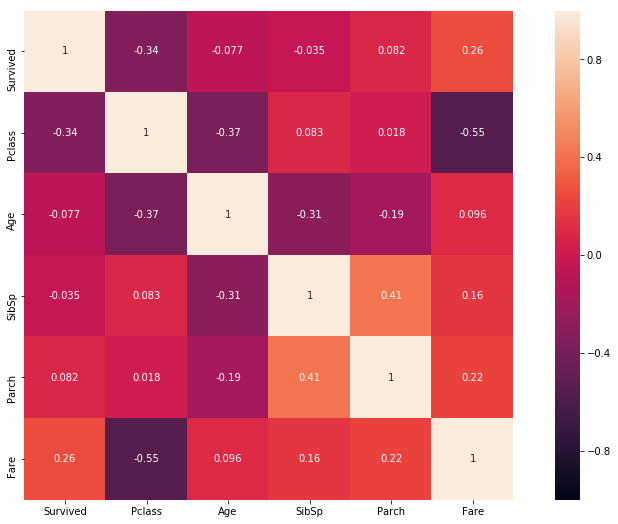 Survived 1 -0.34 -0.077 -0.035 0.082 0.26
Pclass -0.34 1 -0.37 0.083 0.018 -0.55
Age -0.077 -0.37 1 -0.31 -0.19 0.096
SibSp -0.035 0.083 -0.31 1 0.41 0.16
Parch 0.082 0.018 -0.19 0.41 1 0.22
Fare 0.26 -0.55 0.096 0.16 0.22 1
Survived Pclass Age SibSp Parch Fare
0.8
0.4
0.0
−0.4
−0.8